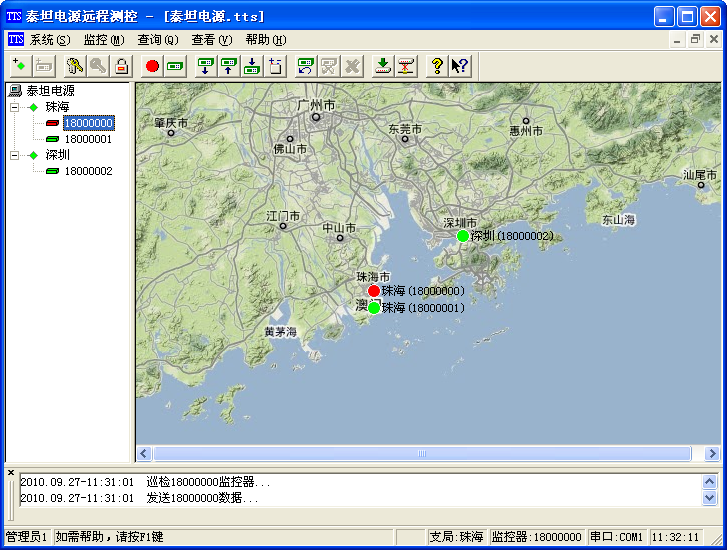 TTS 泰坦电源远程测控 - [泰坦电源.tts]
TTS 系统(S) 监控(M) 查询(Q) 查看(V) 帮助(H)
泰坦电源
珠海
18000000
18000001
深圳
18000002
广州市
肇庆市
东莞市
惠州市
佛山市
汕尾市
江门市
中山市
深圳市
东山海
深圳(18000002)
珠海市
珠海(18000000)
珠海(18000001)
黄茅海
2010.09.27-11:31:01 巡检18000000监控器...
2010.09.27-11:31:01 发送18000000数据...
管理员1 如需帮助，请按F1键 支局:珠海 监控器:18000000 串口:COM1 11:32:11